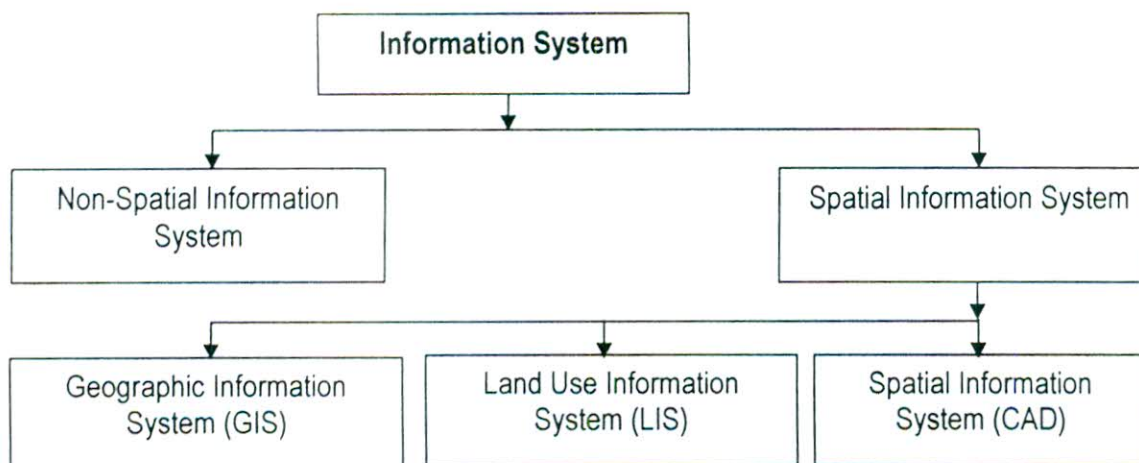 Information System
Non-Spatial Information
System
Spatial Information System
Geographic Information
System (GIS)
Land Use Information
System (LIS)
Spatial Information
System (CAD)